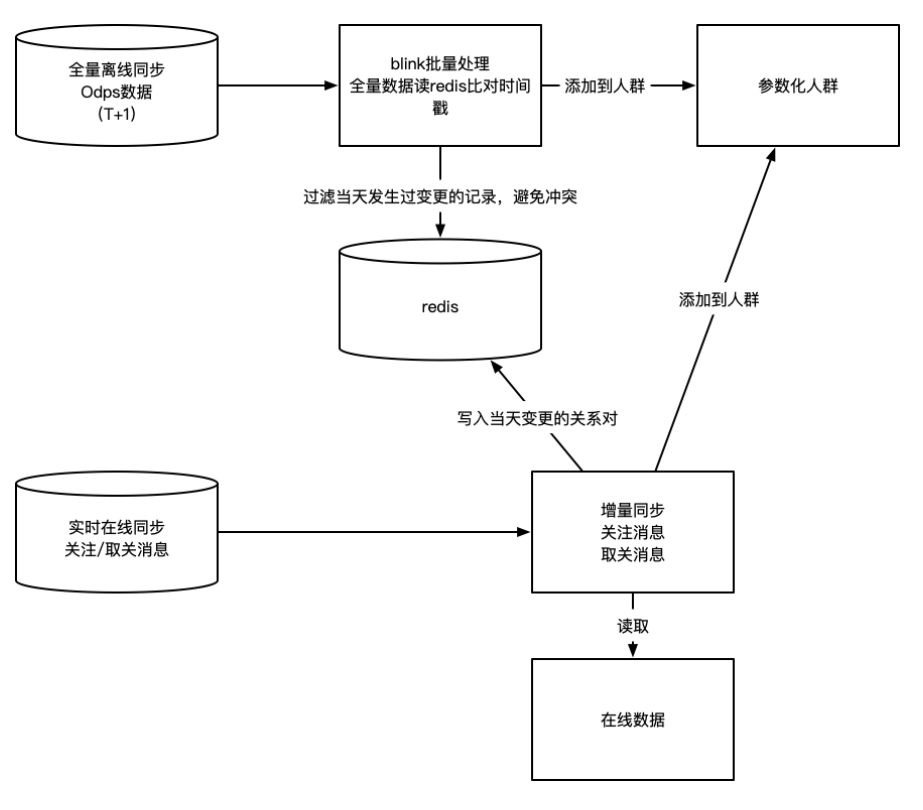 全量离线同步
Odps数据
(T+1)
blink批量处理
全量数据读redis比对时间
戳
添加到人群
参数化人群
过滤当天发生过变更的记录，避免冲突
redis
添加到人群
写入当天变更的关系对
实时在线同步
关注/取关消息
增量同步
关注消息
取关消息
读取
在线数据